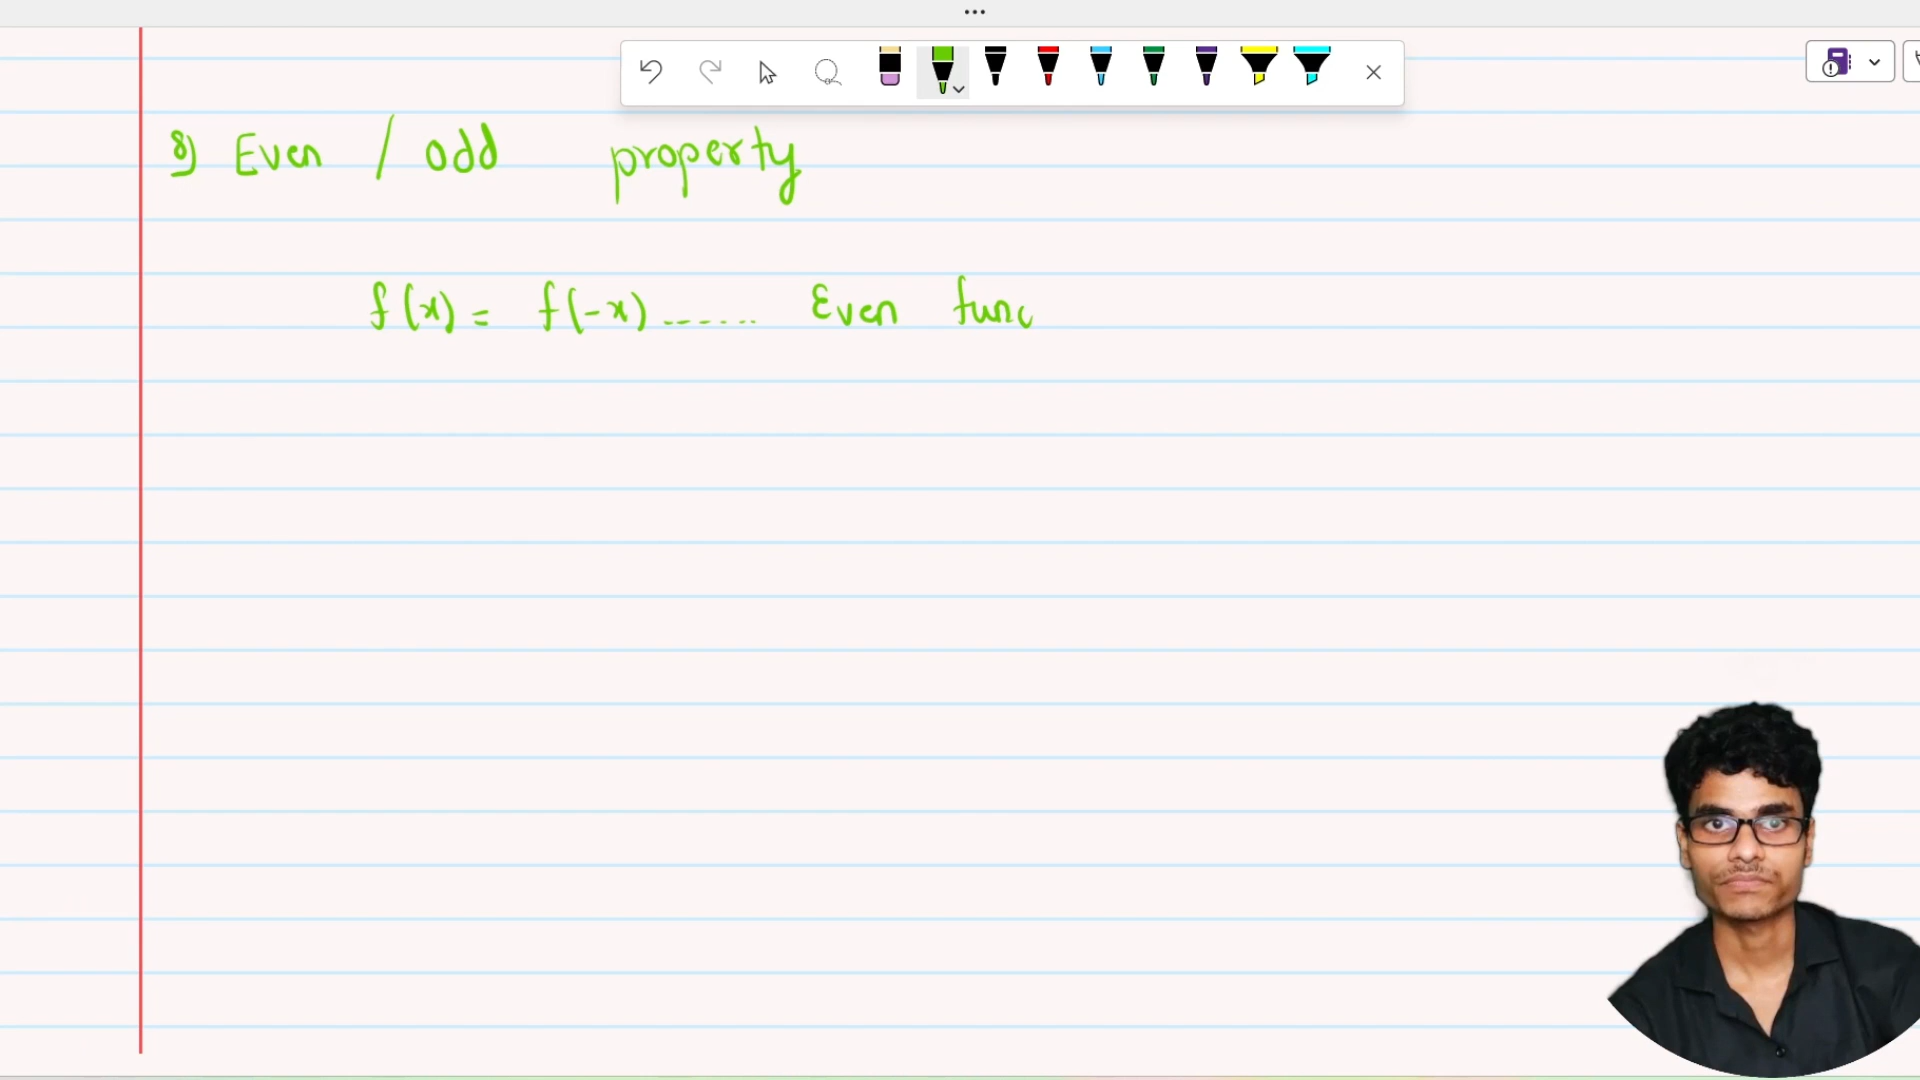 8) Even / odd property
f(x) = f(-x) ....... Even func